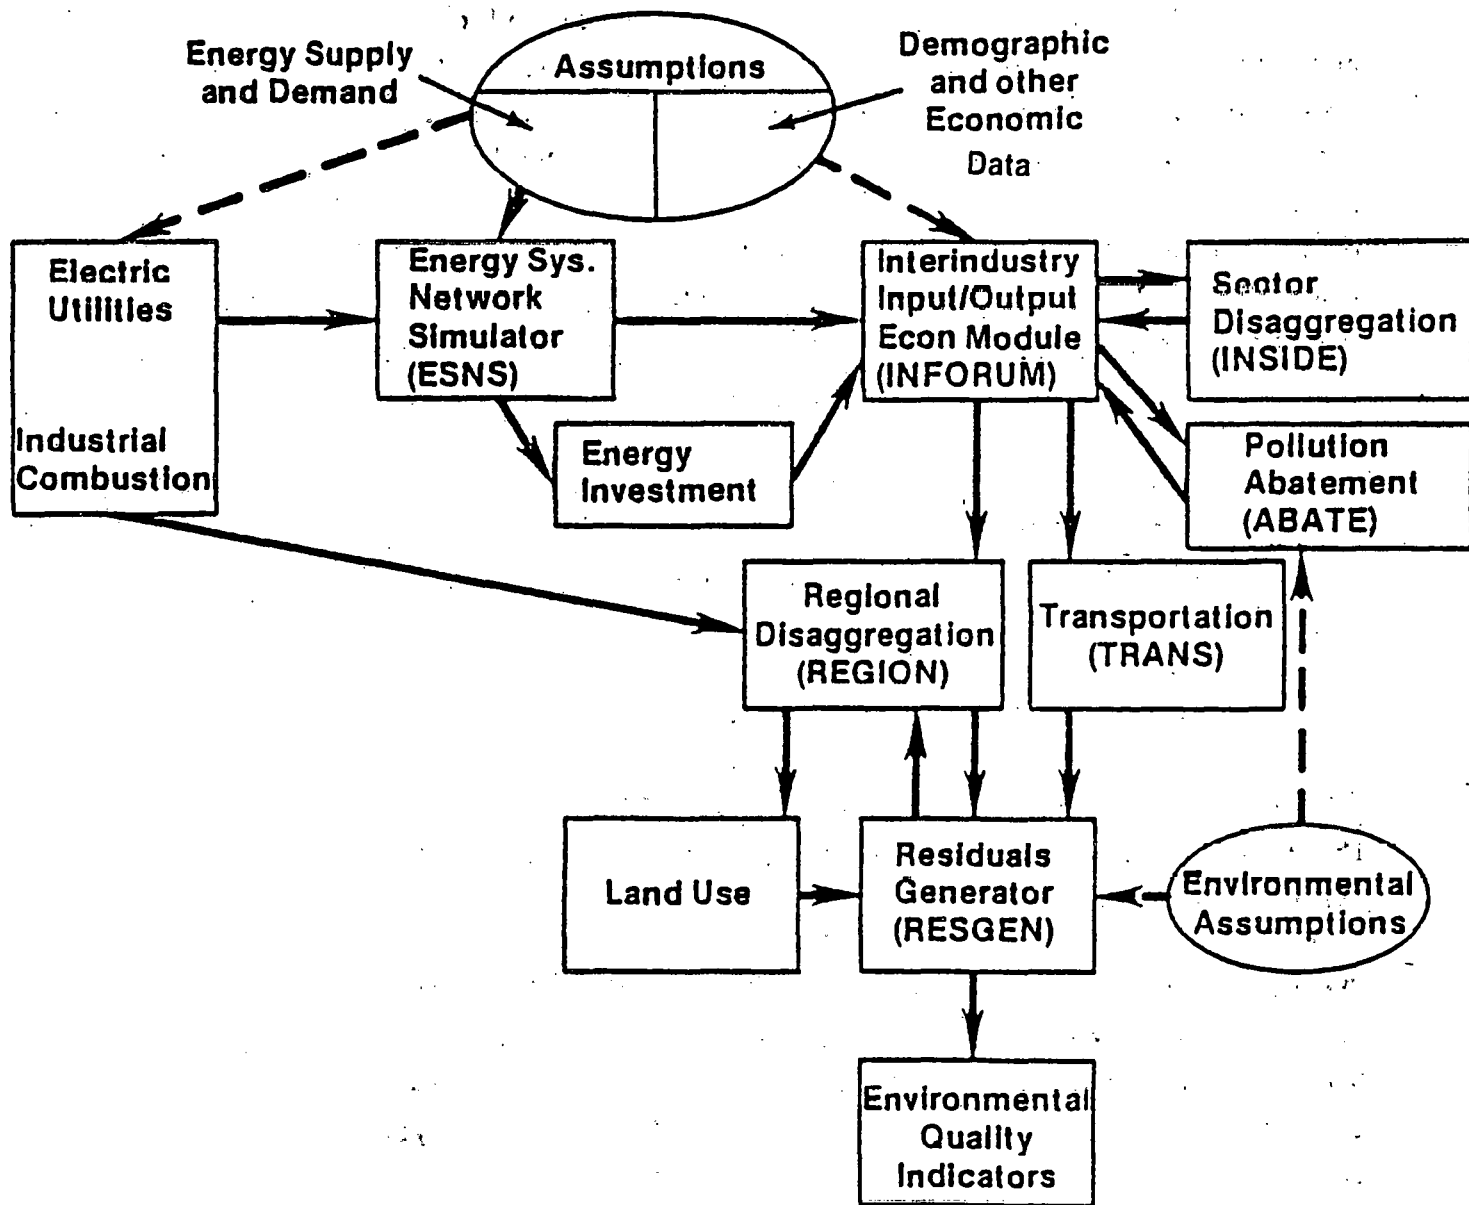 Energy Supply
and Demand
Assumptions
Demographic
and other
Economic
Data
Electric
Utilities
Industrial
Combustion
Energy Sys.
Network
Simulator
(ESNS)
Interindustry
Input/Output
Econ Module
(INFORUM)
Sector
Disaggregation
(INSIDE)
Energy
Investment
Pollution
Abatement
(ABATE)
Regional
Disaggregation
(REGION)
Transportation
(TRANS)
Land Use
Residuals
Generator
(RESGEN)
Environmental
Assumptions
Environmental
Quality
Indicators